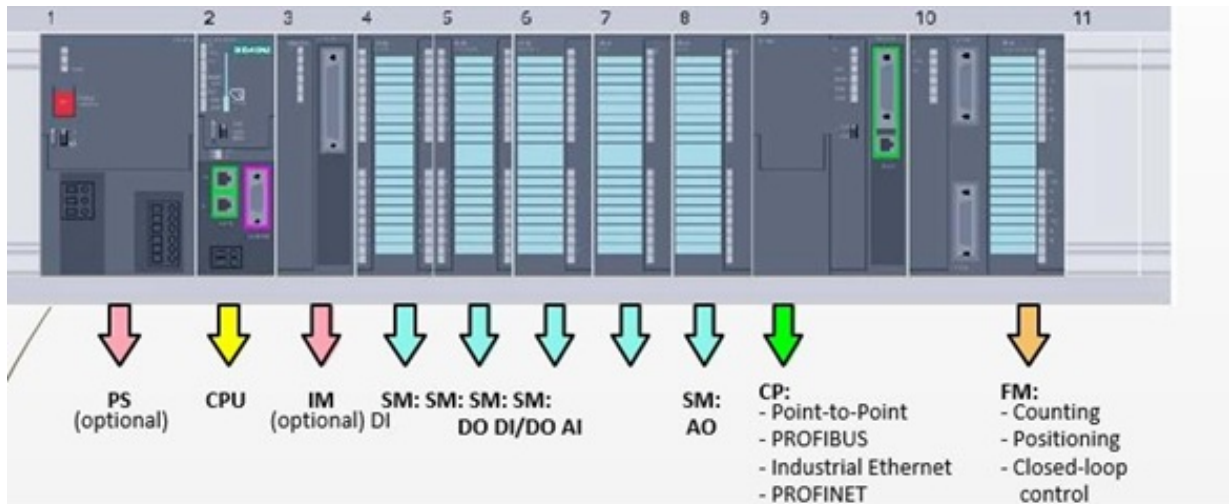 1 2 3 4 5 6 7 8 9 10 11
SIEMENS
PS
(optional)
CPU
IM
(optional) DI
SM: SM: SM: SM:
DO DI/DO AI
SM:
AO
CP:
- Point-to-Point
- PROFIBUS
- Industrial Ethernet
- PROFINET
FM:
- Counting
- Positioning
- Closed-loop
control